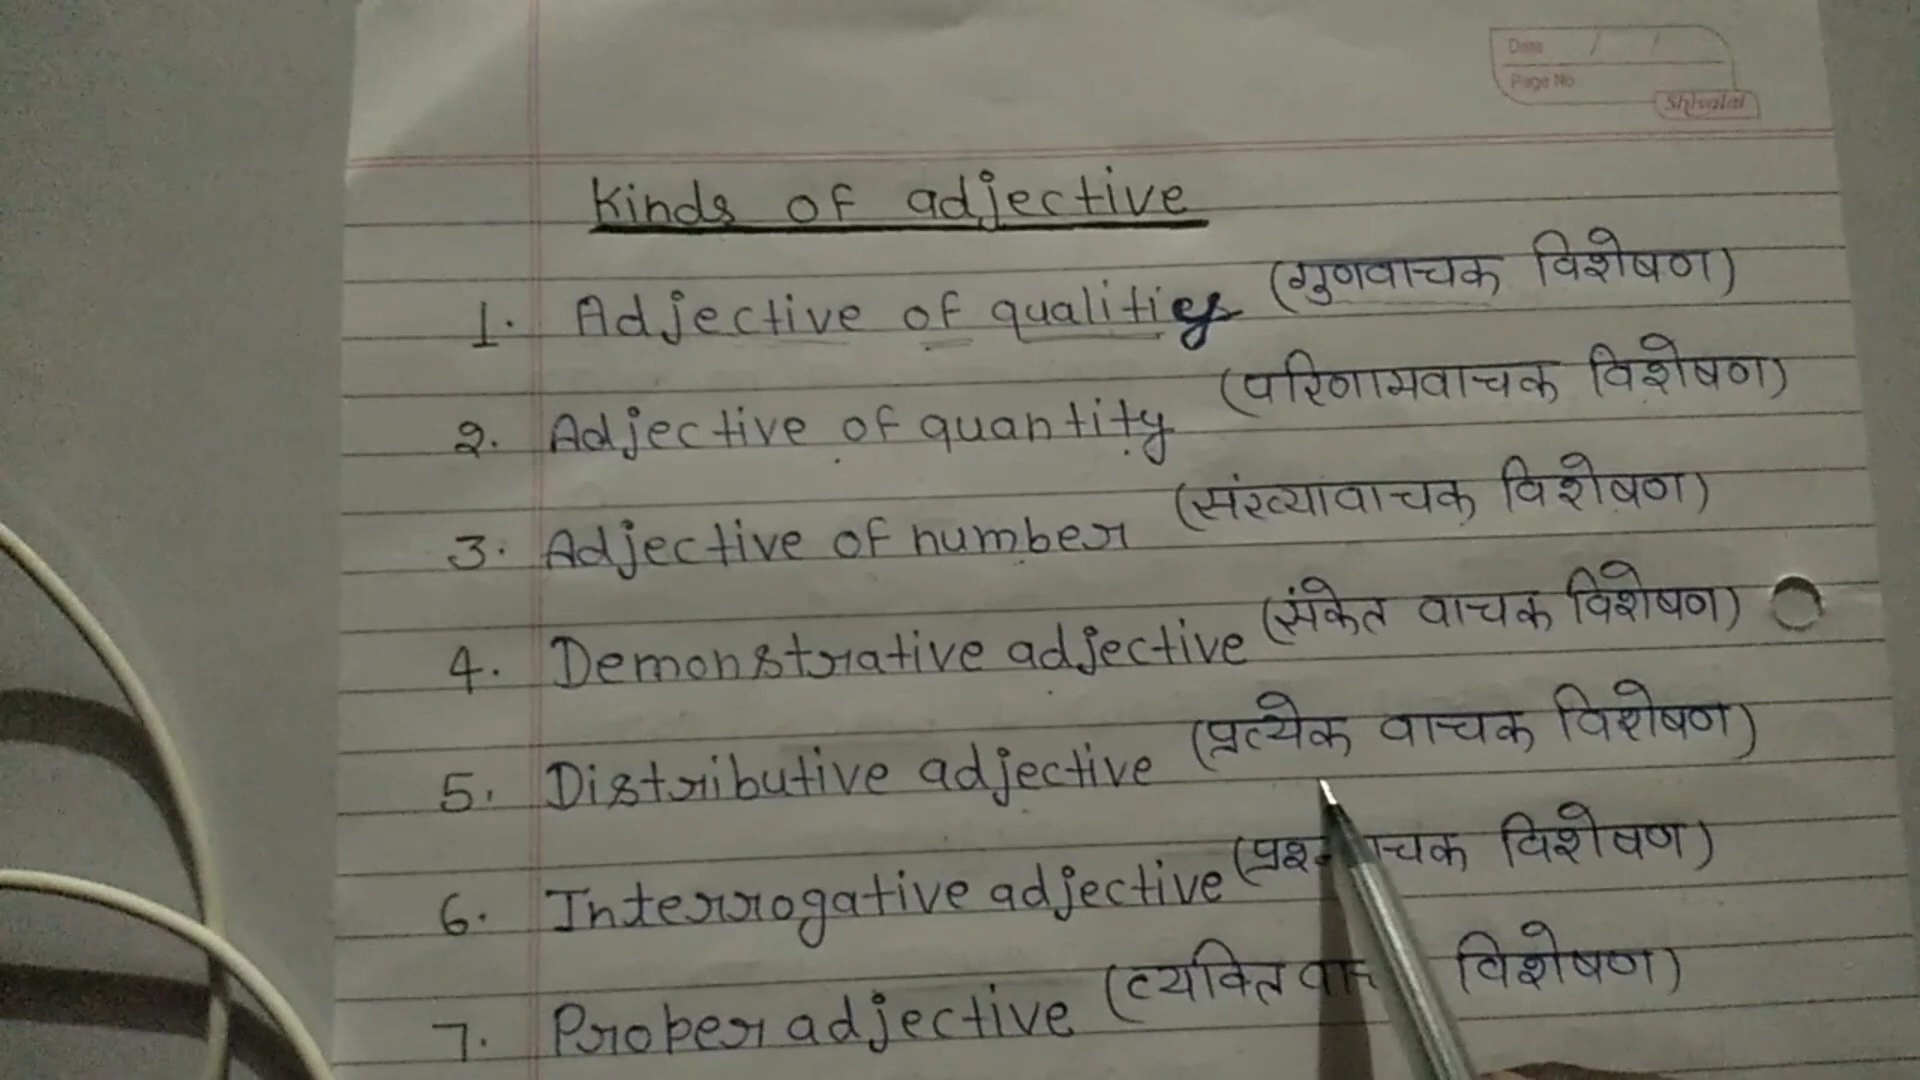 Date / /
Page No
Shivalal
Kinds of adjective
1. Adjective of qualities (गुणवाचक विशेषण)
2. Adjective of quantity (परिणामवाचक विशेषण)
3. Adjective of number (संख्यावाचक विशेषण)
4. Demonstrative adjective (संकेत वाचक विशेषण)
5. Distributive adjective (प्रत्येक वाचक विशेषण)
6. Interrogative adjective विशेषण)
7. Proper adjective (व्यक्ति विशेषण)